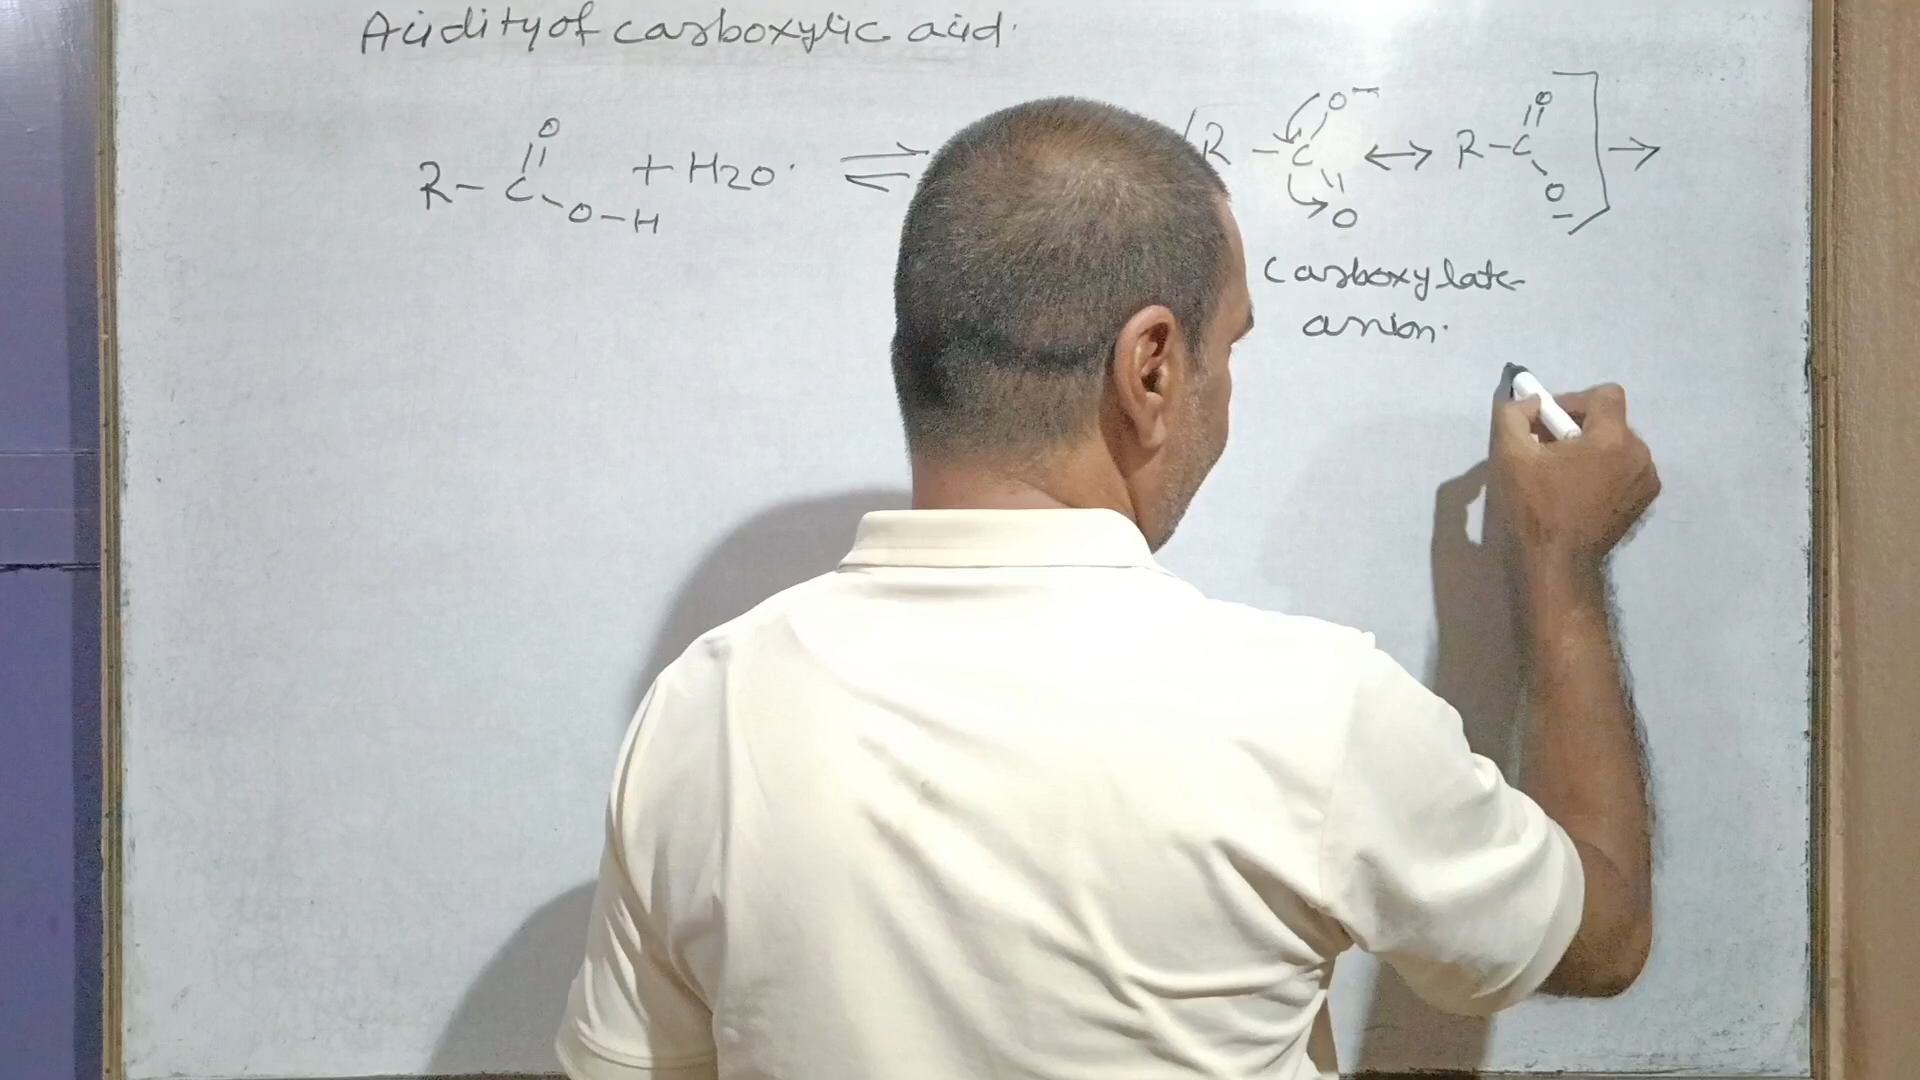 Acidity of carboxylic acid.
O O⁻ O
|| / ||
R-C + H2O. ⇌ R-C ↔ R-C ] →
\O-H \\O \O⁻
Carboxylate
anion.